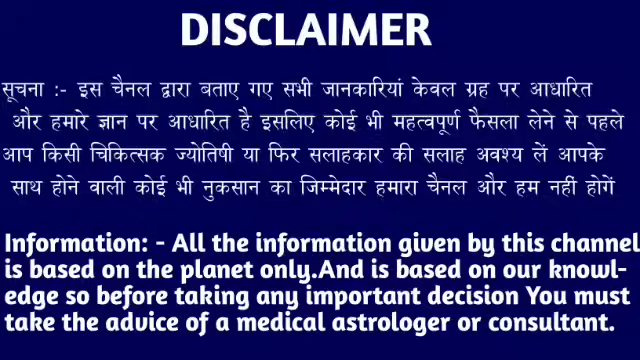 DISCLAIMER
सूचना :- इस चैनल द्वारा बताए गए सभी जानकारियां केवल ग्रह पर आधारित
और हमारे ज्ञान पर आधारित है इसलिए कोई भी महत्वपूर्ण फैसला लेने से पहले
आप किसी चिकित्सक ज्योतिषी या फिर सलाहकार की सलाह अवश्य लें आपके
साथ होने वाली कोई भी नुकसान का जिम्मेदार हमारा चैनल और हम नहीं होगें
Information: - All the information given by this channel
is based on the planet only.And is based on our knowl-
edge so before taking any important decision You must
take the advice of a medical astrologer or consultant.